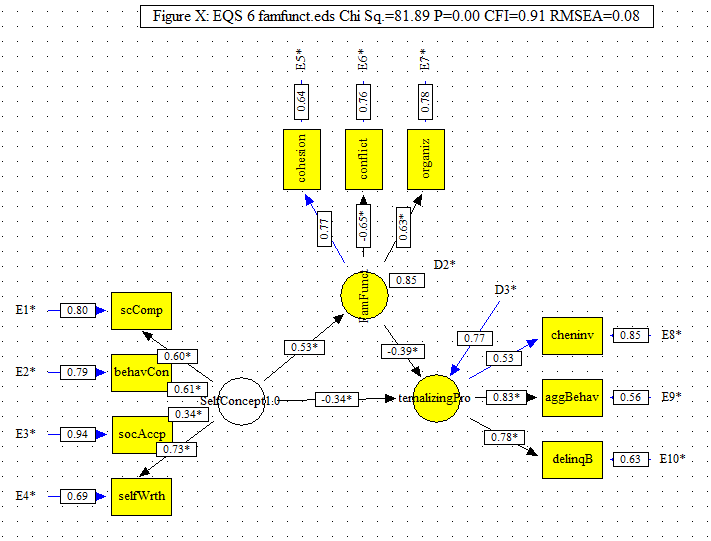 Figure X: EQS 6 famfunct.eds Chi Sq.=81.89 P=0.00 CFI=0.91 RMSEA=0.08
E5*
E6*
E7*
0.64
0.76
0.78
cohesion
conflict
organiz
0.77
-0.65*
0.63*
D2*
0.85
FamFunc1
D3*
E1*
0.80
scComp
0.53*
0.77
cheninv
0.85
E8*
0.60*
-0.39*
0.53
E2*
0.79
behavCon
0.61*
SelfConcept1.0
-0.34*
ternalizingPro
0.83*
aggBehav
0.56
E9*
0.34*
E3*
0.94
socAccp
0.73*
0.78*
delinqB
0.63
E10*
E4*
0.69
selfWrth